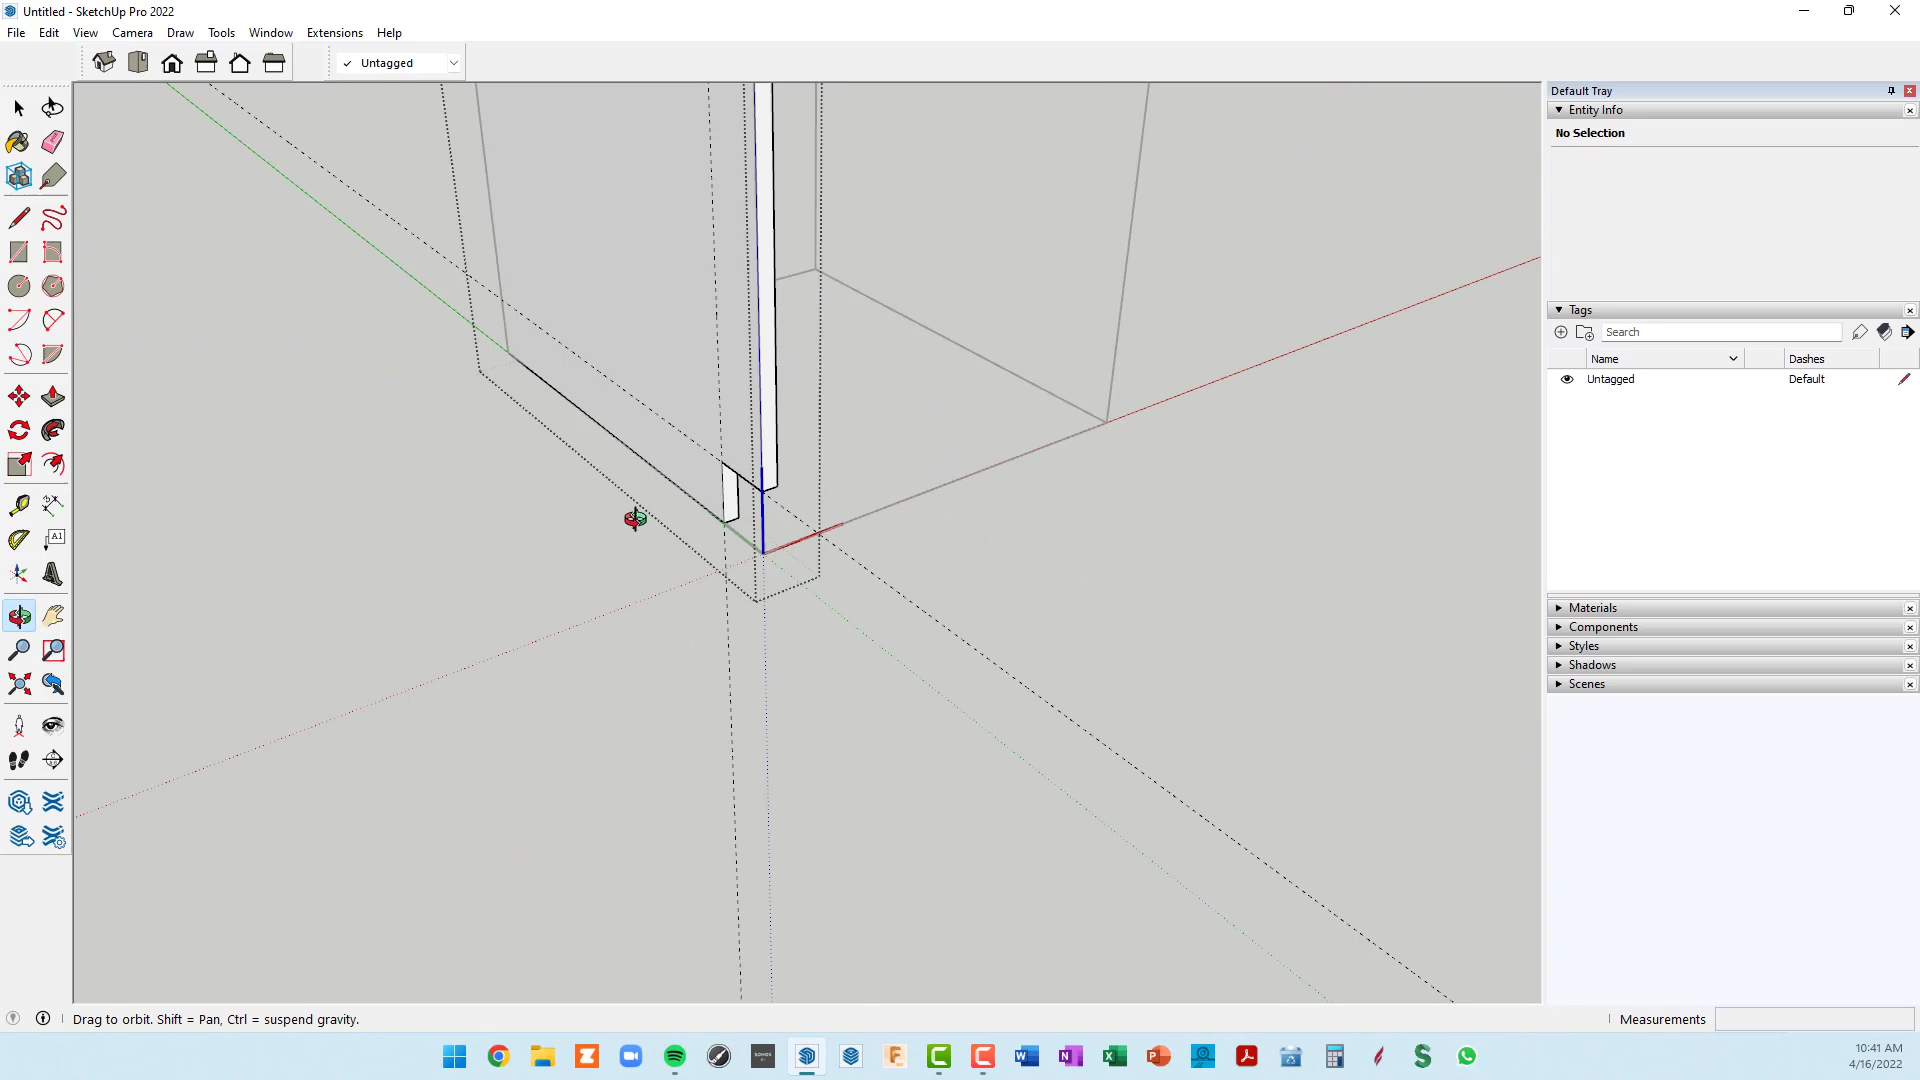 Untitled - SketchUp Pro 2022
File Edit View Camera Draw Tools Window Extensions Help
Untagged
Default Tray
Entity Info
No Selection
Tags
Search
Name Dashes
Untagged Default
A1
Materials
Components
Styles
Shadows
Scenes
Drag to orbit. Shift = Pan, Ctrl = suspend gravity.
Measurements
SONOS
10:41 AM
4/16/2022